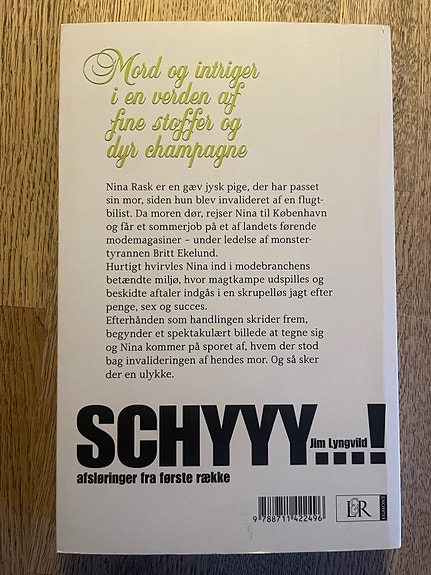 Mord og intriger
i en verden af
fine stoffer og
dyr champagne
Nina Rask er en gæv jysk pige, der har passet
sin mor, siden hun blev invalideret af en flugt-
bilist. Da moren dør, rejser Nina til København
og får et sommerjob på et af landets førende
modemagasiner – under ledelse af monster-
tyrannen Britt Ekelund.
Hurtigt hvirvles Nina ind i modebranchens
betændte miljø, hvor magtkampe udspilles og
beskidte aftaler indgås i en skrupelløs jagt efter
penge, sex og succes.
Efterhånden som handlingen skrider frem,
begynder et spektakulært billede at tegne sig
og Nina kommer på sporet af, hvem der stod
bag invalideringen af hendes mor. Og så sker
der en ulykke.
SCHYYY...!
Jim Lyngvild
afsløringer fra første række
9 788711 422496
L&R
EGMONT